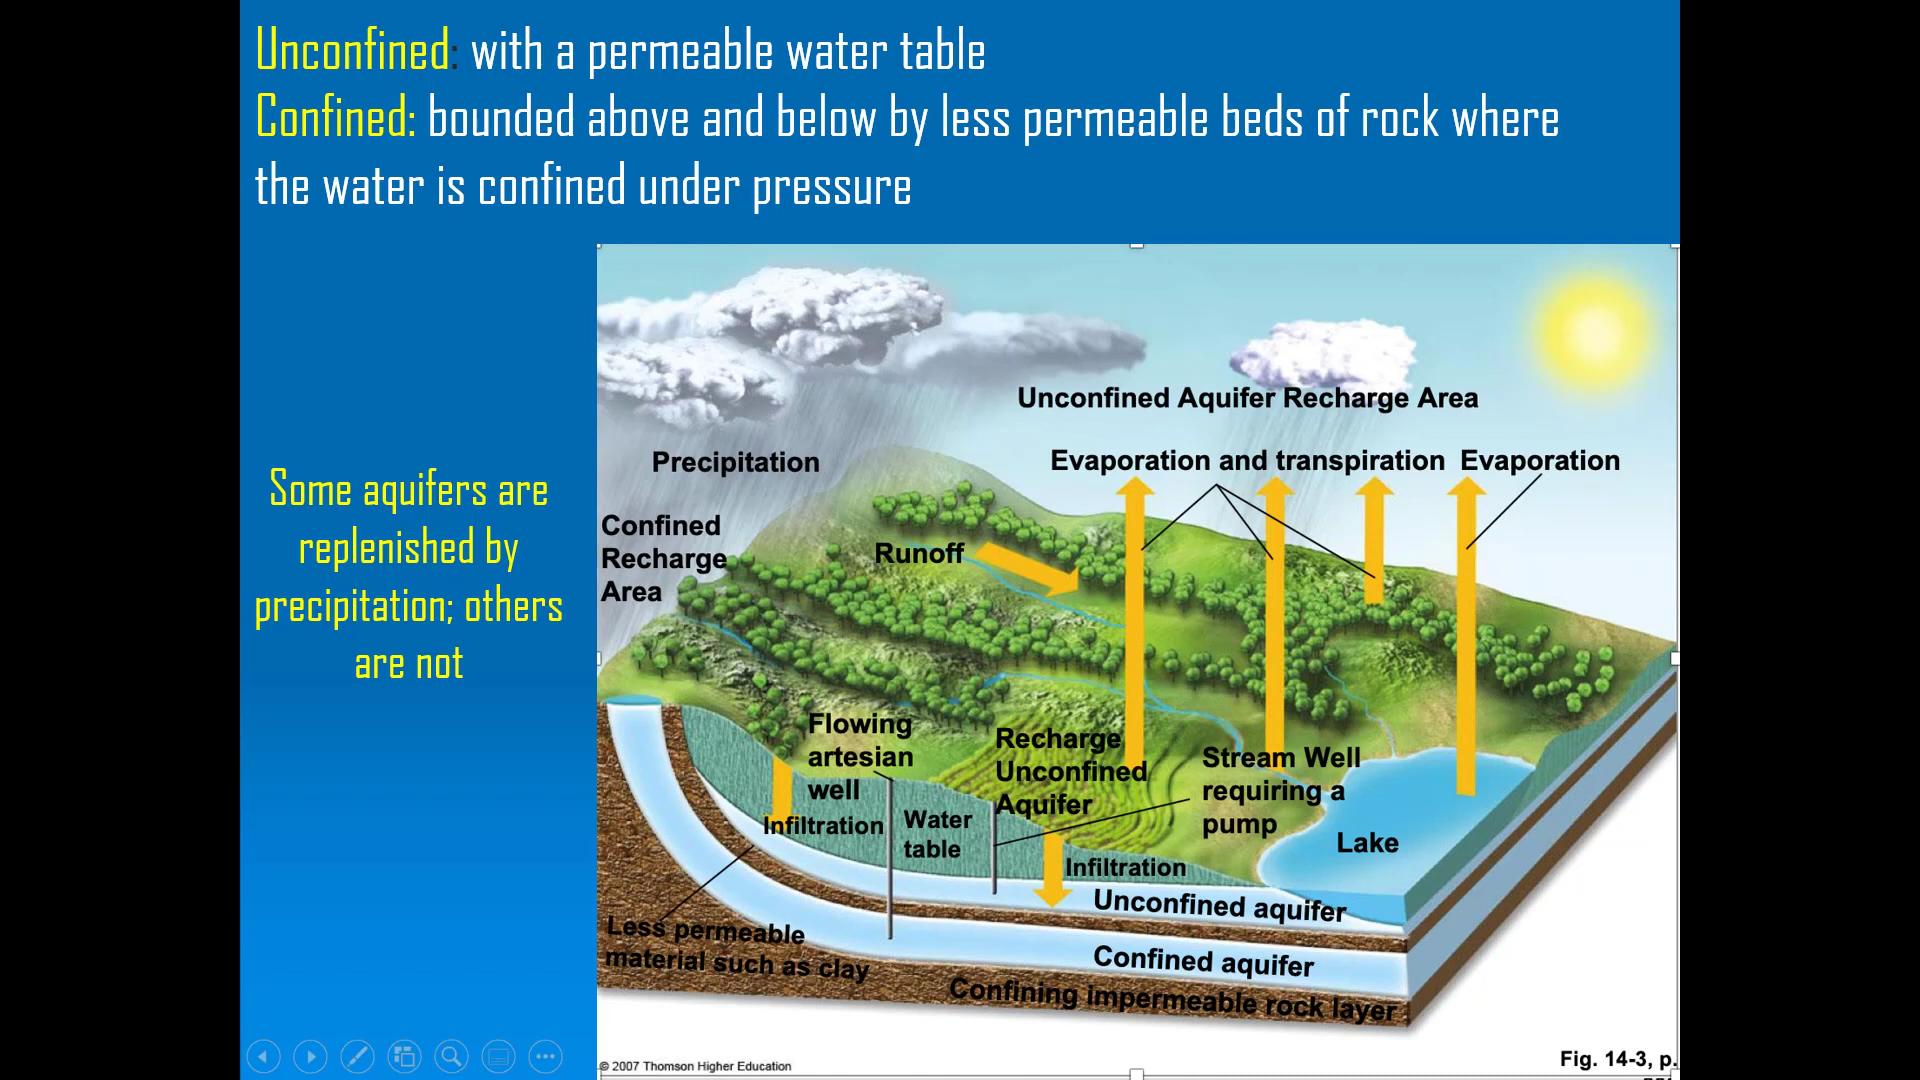 Unconfined: with a permeable water table
Confined: bounded above and below by less permeable beds of rock where
the water is confined under pressure
Some aquifers are
replenished by
precipitation; others
are not
Unconfined Aquifer Recharge Area
Precipitation
Evaporation and transpiration
Evaporation
Confined
Recharge
Area
Runoff
Flowing
artesian
well
Recharge
Unconfined
Aquifer
Stream Well
requiring a
pump
Infiltration
Water
table
Lake
Infiltration
Unconfined aquifer
Less permeable
material such as clay
Confined aquifer
Confining impermeable rock layer
© 2007 Thomson Higher Education
Fig. 14-3, p.